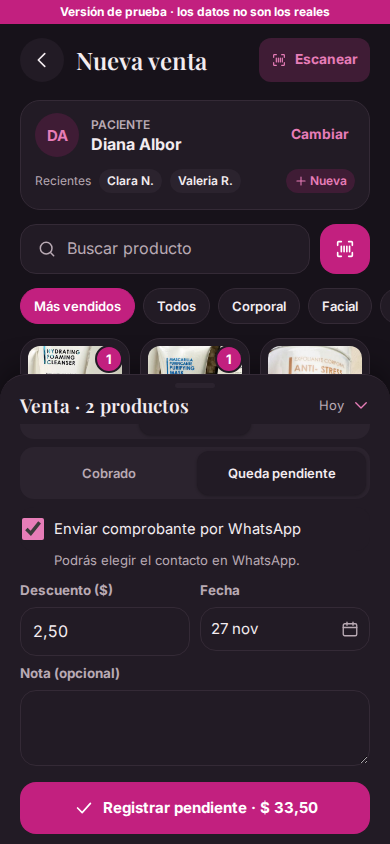 Versión de prueba · los datos no son los reales
Nueva venta
Escanear
DA
PACIENTE
Diana Albor
Cambiar
Recientes
Clara N.
Valeria R.
+ Nueva
Buscar producto
Más vendidos
Todos
Corporal
Facial
HYDRATING
FOAMING
CLEANSER
1
MASCARILLA
PURIFICANTE
PURIFYING
MASK
1
ANTI-STRESS
Venta · 2 productos
Hoy
Cobrado
Queda pendiente
Enviar comprobante por WhatsApp
Podrás elegir el contacto en WhatsApp.
Descuento ($)
Fecha
2,50
27 nov
Nota (opcional)
Registrar pendiente · $ 33,50